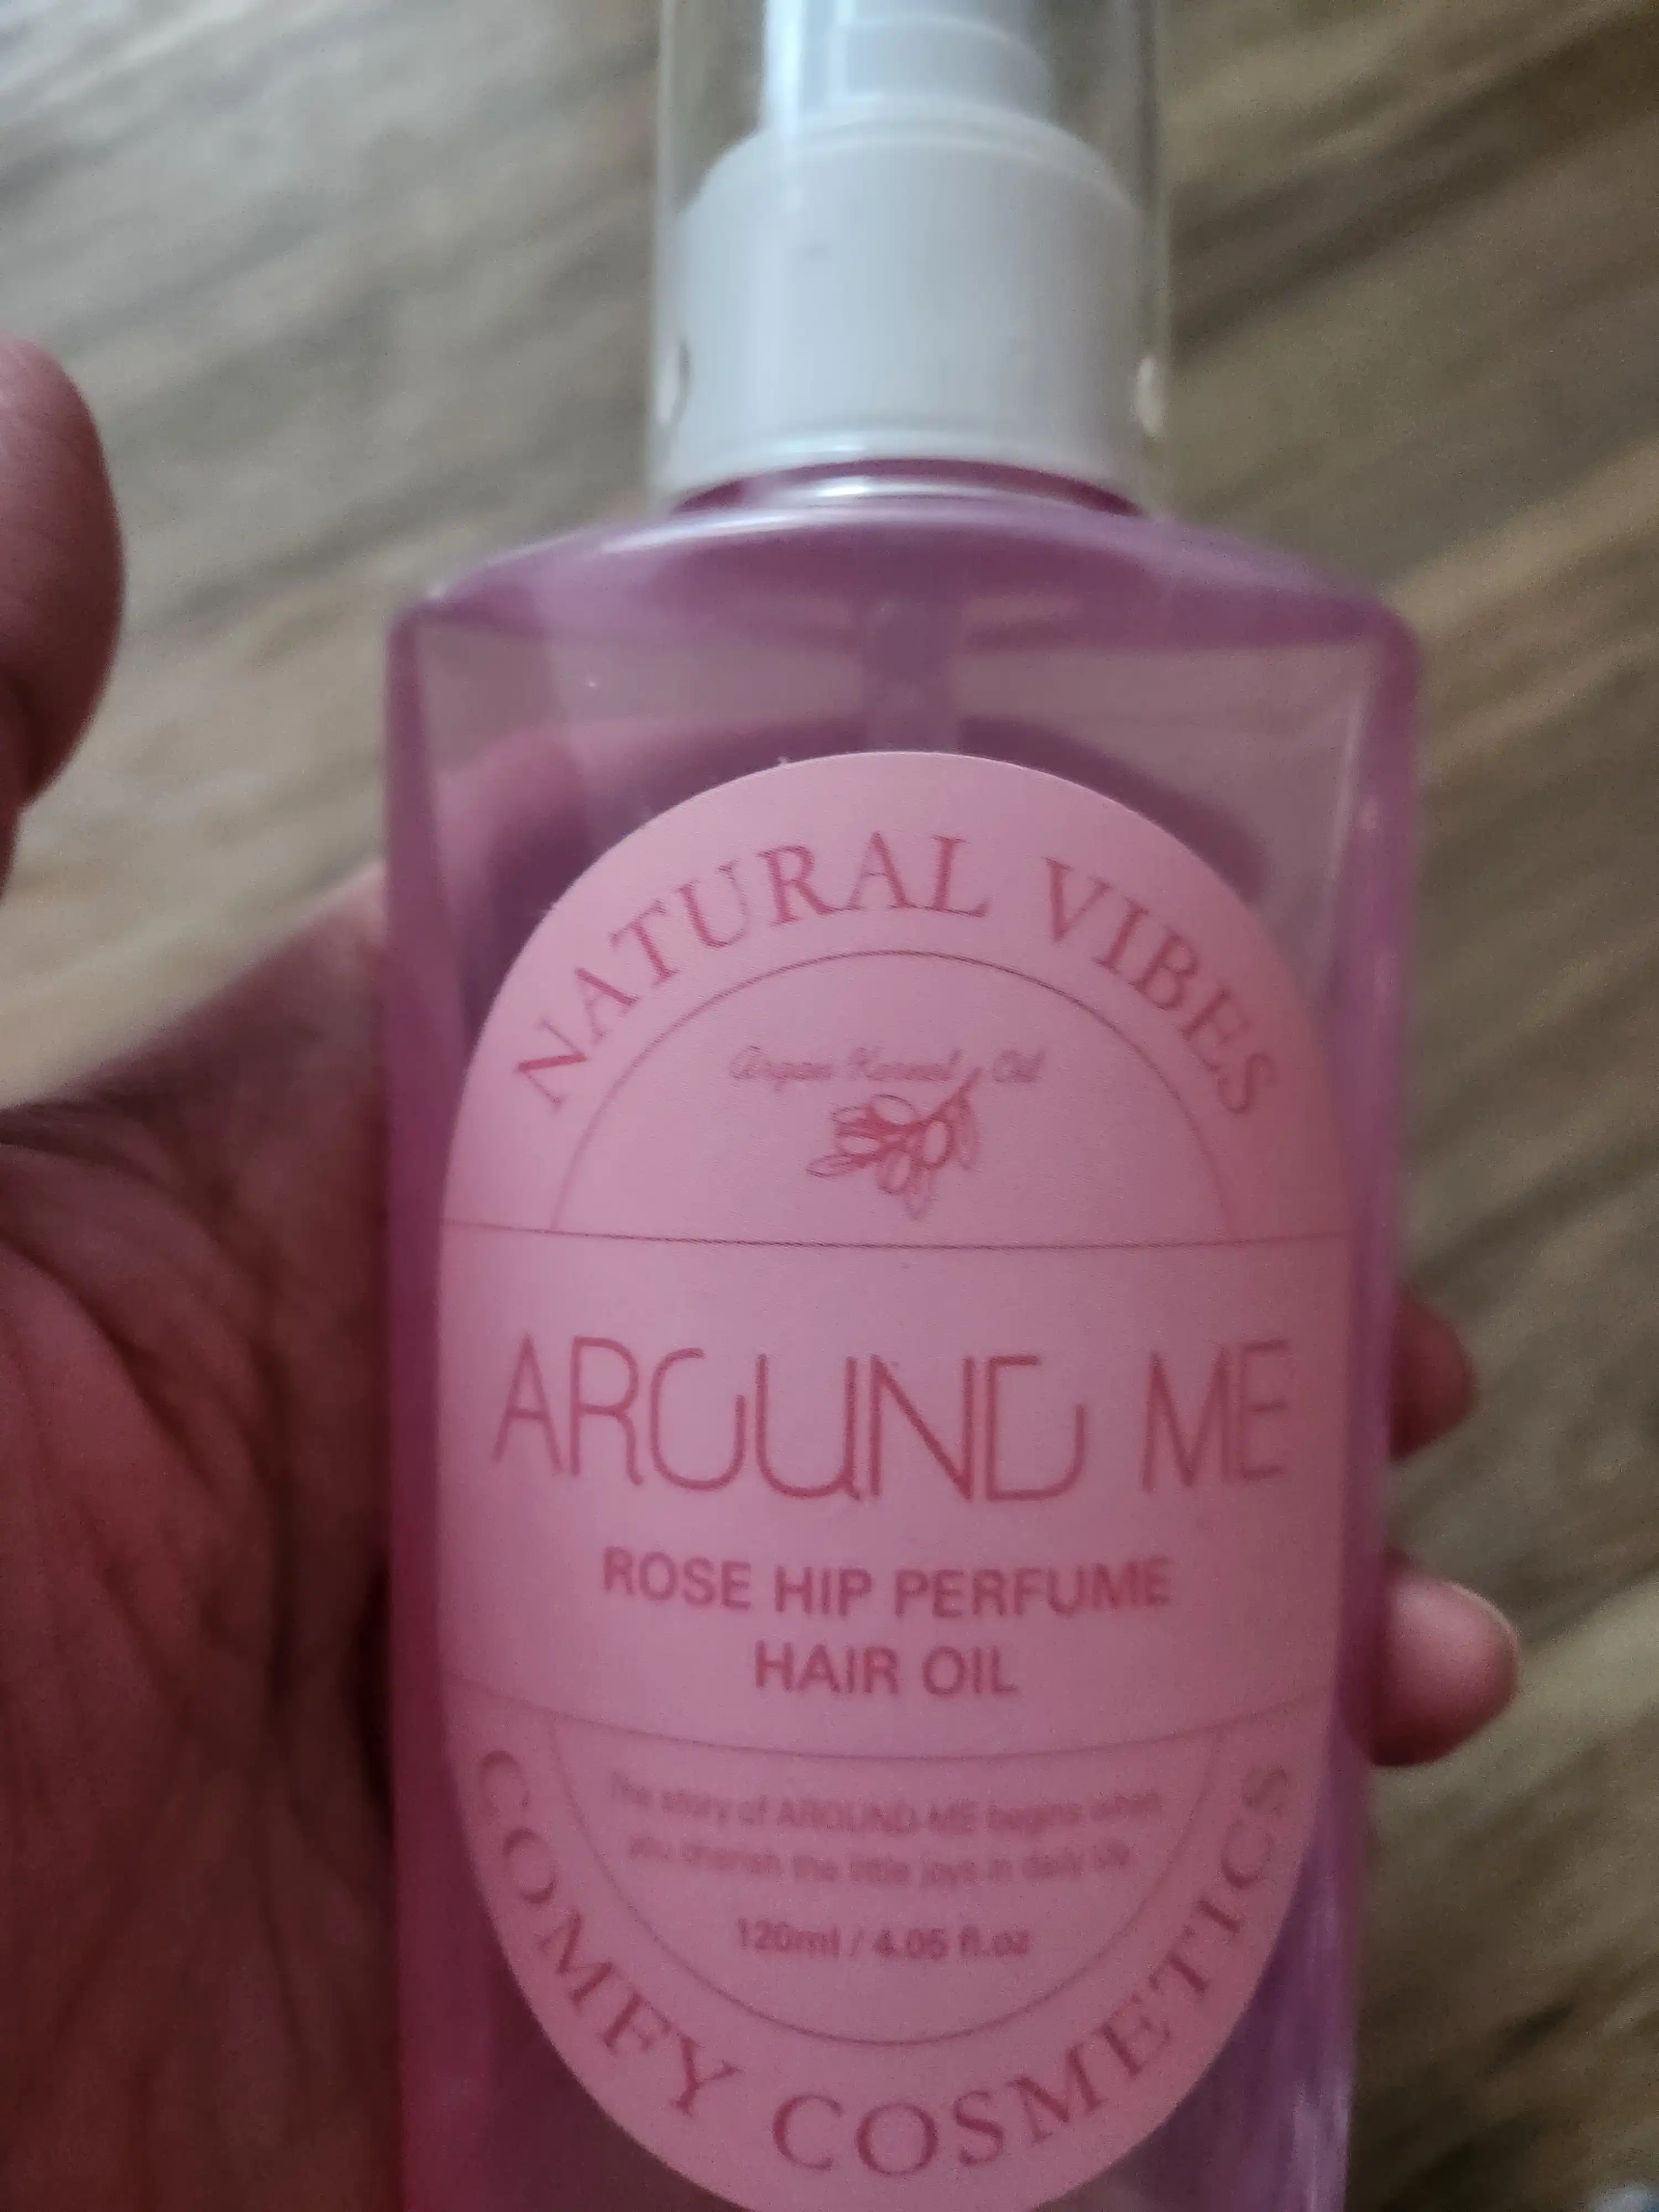 NATURAL VIBES
Argan Kernel Oil
AROUND ME
ROSE HIP PERFUME
HAIR OIL
The story of AROUND-ME begins when
you cherish the little joys in daily life.
120ml / 4.05 fl.oz
COMFY COSMETICS